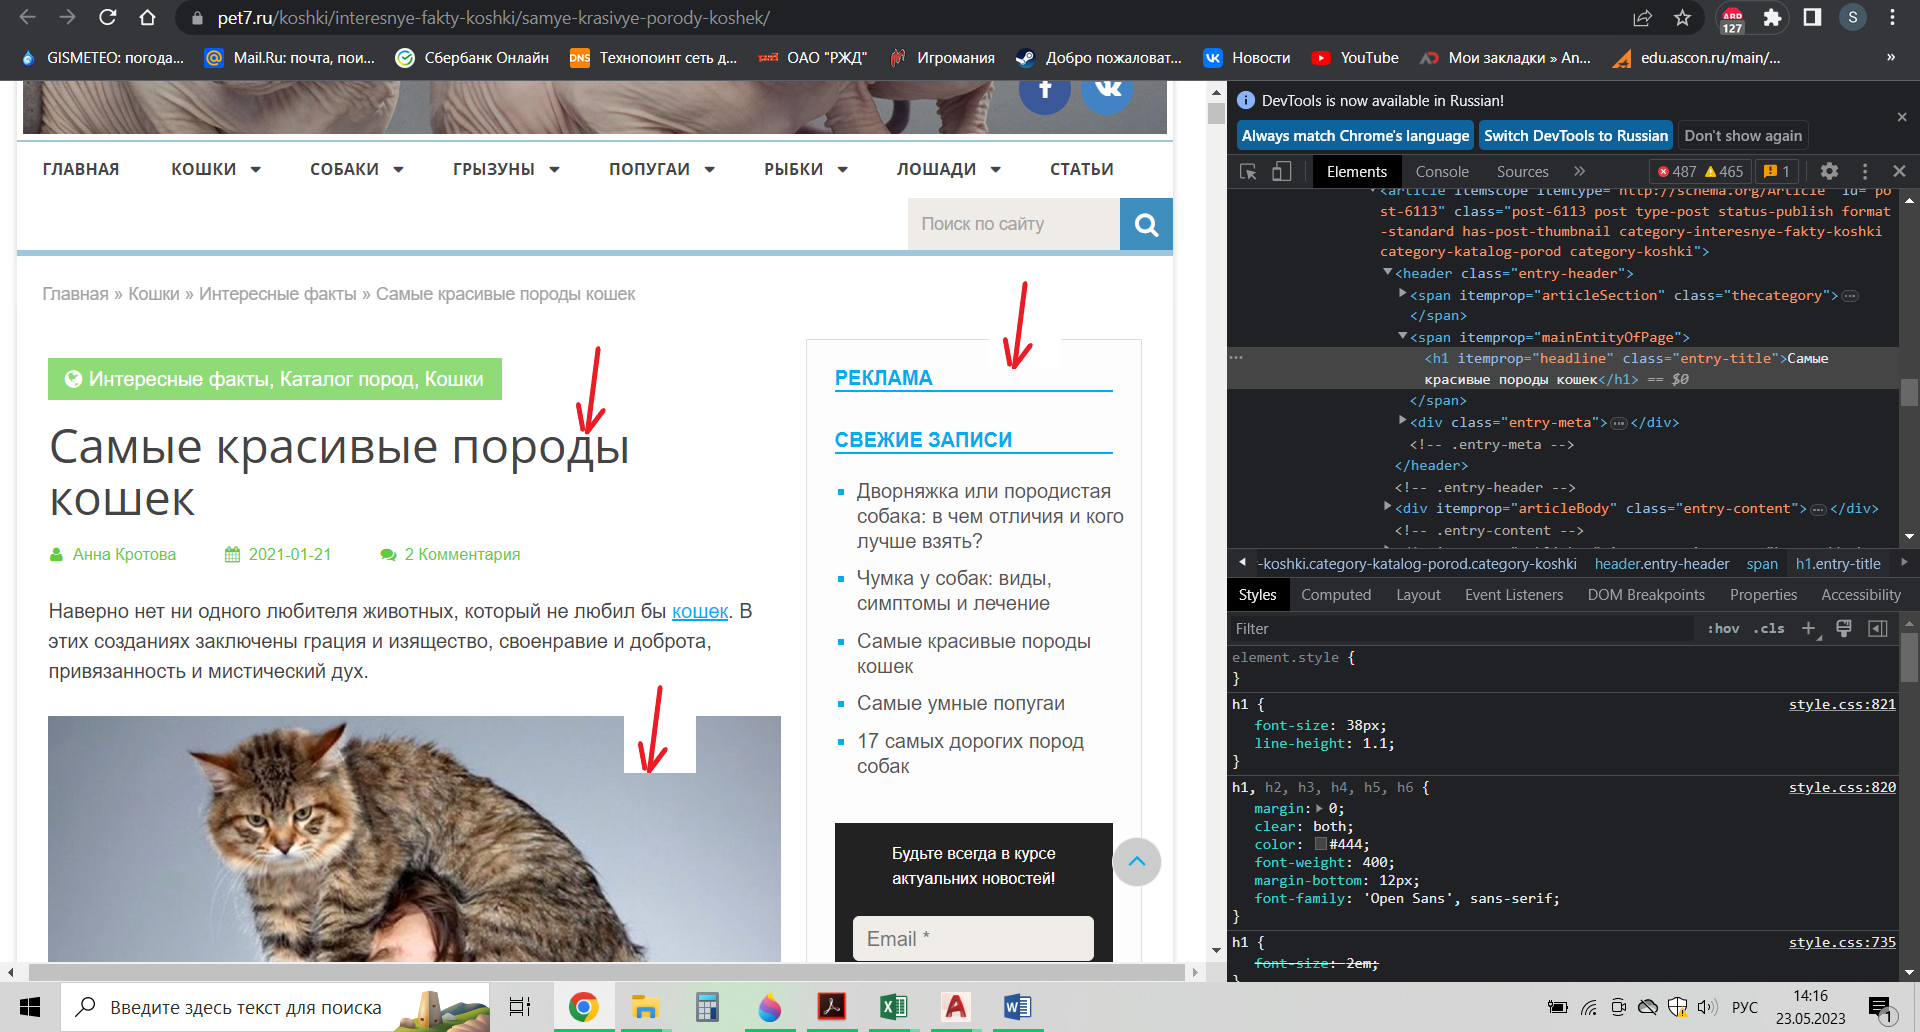 pet7.ru/koshki/interesnye-fakty-koshki/samye-krasivye-porody-koshek/
ABP
127
S
GISMETEO: погода...
Mail.Ru: почта, пои...
Сбербанк Онлайн
DNS
Технопоинт сеть д...
ОАО "РЖД"
Игромания
Добро пожаловат...
Новости
YouTube
Мои закладки » An...
edu.ascon.ru/main/...
»
ГЛАВНАЯ
КОШКИ
СОБАКИ
ГРЫЗУНЫ
ПОПУГАИ
РЫБКИ
ЛОШАДИ
СТАТЬИ
Поиск по сайту
Главная » Кошки » Интересные факты » Самые красивые породы кошек
Интересные факты, Каталог пород, Кошки
Самые красивые породы
кошек
Анна Кротова
2021-01-21
2 Комментария
Наверно нет ни одного любителя животных, который не любил бы кошек. В
этих созданиях заключены грация и изящество, своенравие и доброта,
привязанность и мистический дух.
РЕКЛАМА
СВЕЖИЕ ЗАПИСИ
Дворняжка или породистая
собака: в чем отличия и кого
лучше взять?
Чумка у собак: виды,
симптомы и лечение
Самые красивые породы
кошек
Самые умные попугаи
17 самых дорогих пород
собак
Будьте всегда в курсе
актуальних новостей!
Email *
DevTools is now available in Russian!
Always match Chrome's language
Switch DevTools to Russian
Don't show again
Elements
Console
Sources
»
487
465
1
<article itemscope itemtype="http://schema.org/Article" id="po
st-6113" class="post-6113 post type-post status-publish format
-standard has-post-thumbnail category-interesnye-fakty-koshki
category-katalog-porod category-koshki">
<header class="entry-header">
<span itemprop="articleSection" class="thecategory">…
</span>
<span itemprop="mainEntityOfPage">
<h1 itemprop="headline" class="entry-title">Самые
красивые породы кошек</h1> == $0
</span>
<div class="entry-meta">…</div>
<!-- .entry-meta -->
</header>
<!-- .entry-header -->
<div itemprop="articleBody" class="entry-content">…</div>
<!-- .entry-content -->
-koshki.category-katalog-porod.category-koshki
header.entry-header
span
h1.entry-title
Styles
Computed
Layout
Event Listeners
DOM Breakpoints
Properties
Accessibility
Filter
:hov
.cls
element.style {
}
h1 {
style.css:821
font-size: 38px;
line-height: 1.1;
}
h1, h2, h3, h4, h5, h6 {
style.css:820
margin: 0;
clear: both;
color: #444;
font-weight: 400;
margin-bottom: 12px;
font-family: 'Open Sans', sans-serif;
}
h1 {
style.css:735
font-size: 2em;
Введите здесь текст для поиска
РУС
14:16
23.05.2023
1